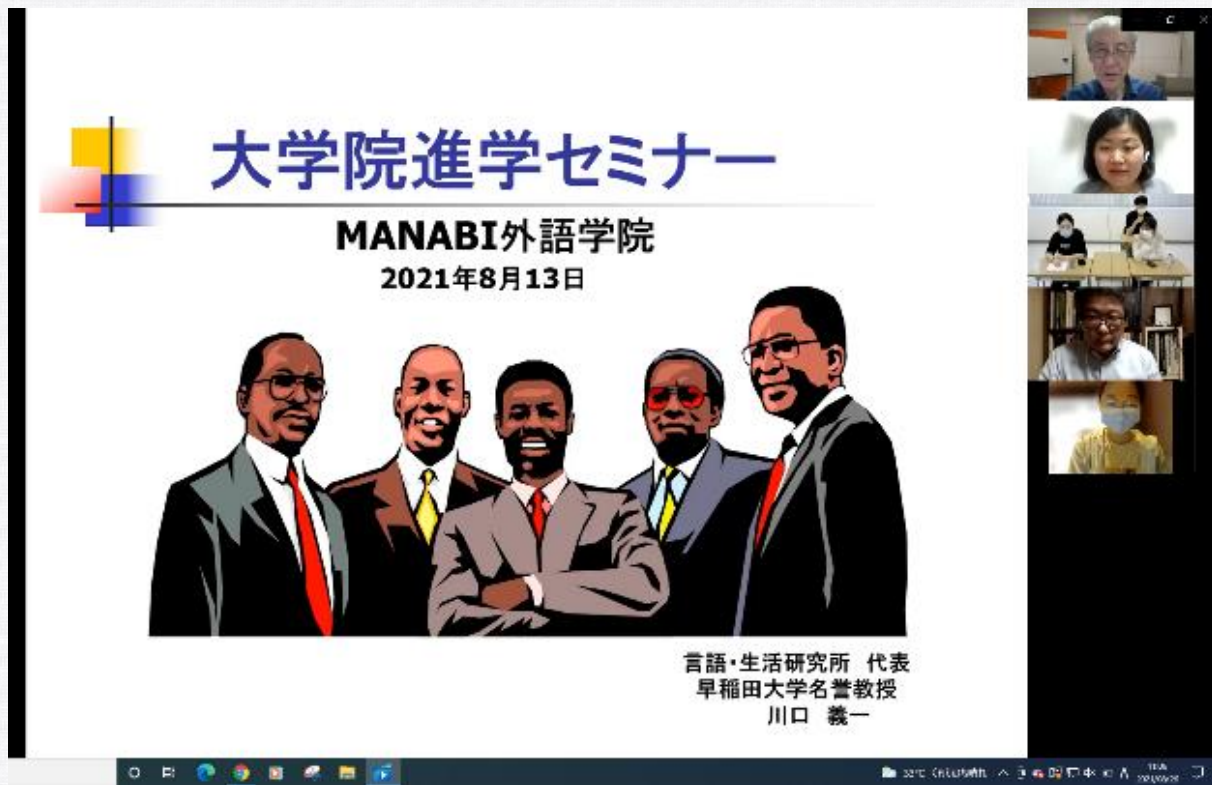 大学院進学セミナー
MANABI外語学院
2021年8月13日
言語・生活研究所 代表
早稲田大学名誉教授
川口 義一